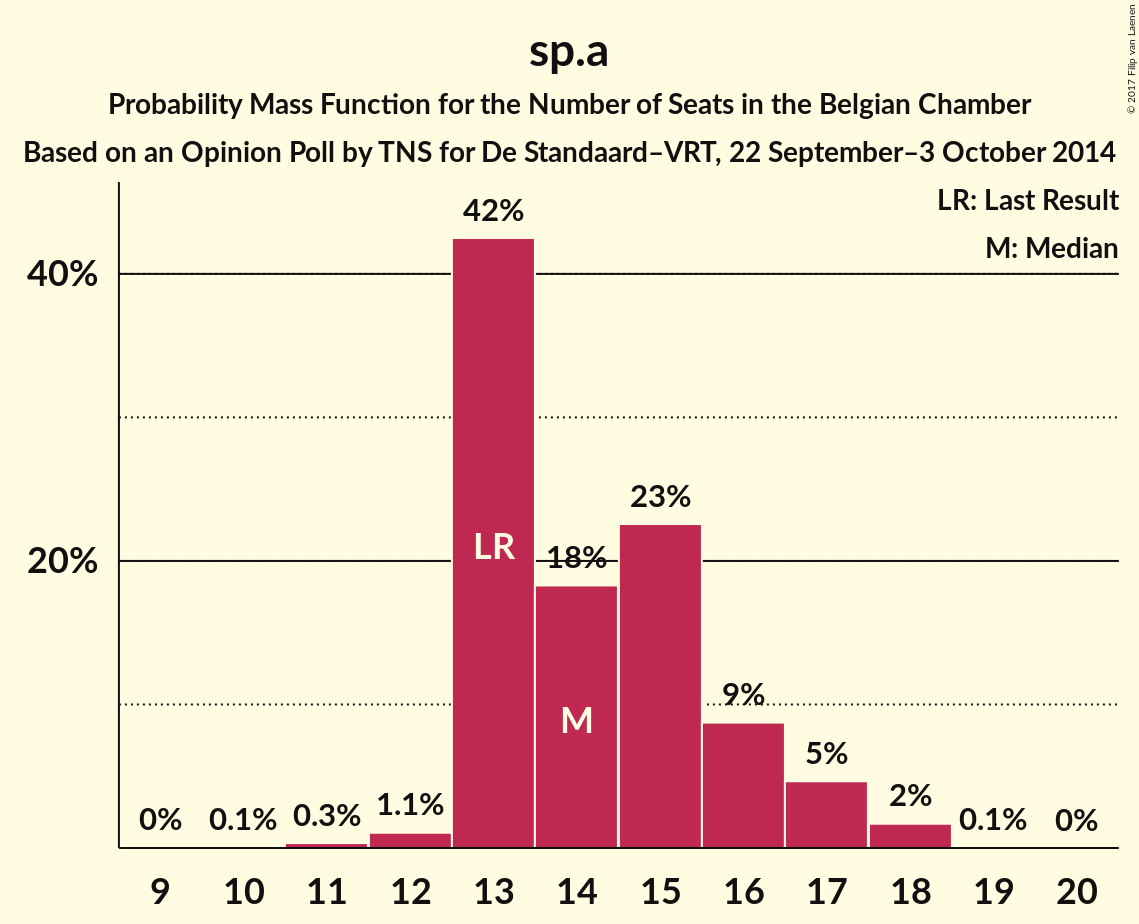 sp.a
Probability Mass Function for the Number of Seats in the Belgian Chamber
Based on an Opinion Poll by TNS for De Standaard–VRT, 22 September–3 October 2014
© 2017 Filip van Laenen
LR: Last Result
M: Median
40%
20%
0%
0.1%
0.3%
1.1%
42%
18%
23%
9%
5%
2%
0.1%
0%
LR
M
9 10 11 12 13 14 15 16 17 18 19 20